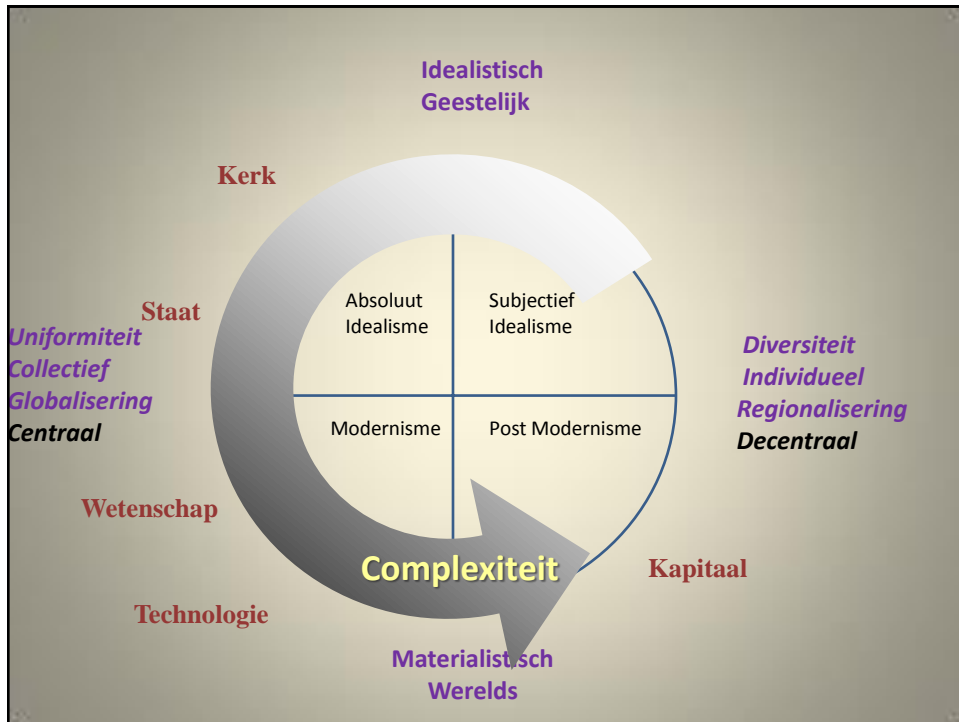 Idealistisch
Geestelijk
Kerk
Staat
Absoluut
Idealisme
Subjectief
Idealisme
Uniformiteit
Collectief
Globalisering
Centraal
Diversiteit
Individueel
Regionalisering
Decentraal
Modernisme
Post Modernisme
Wetenschap
Complexiteit
Kapitaal
Technologie
Materialistisch
Werelds